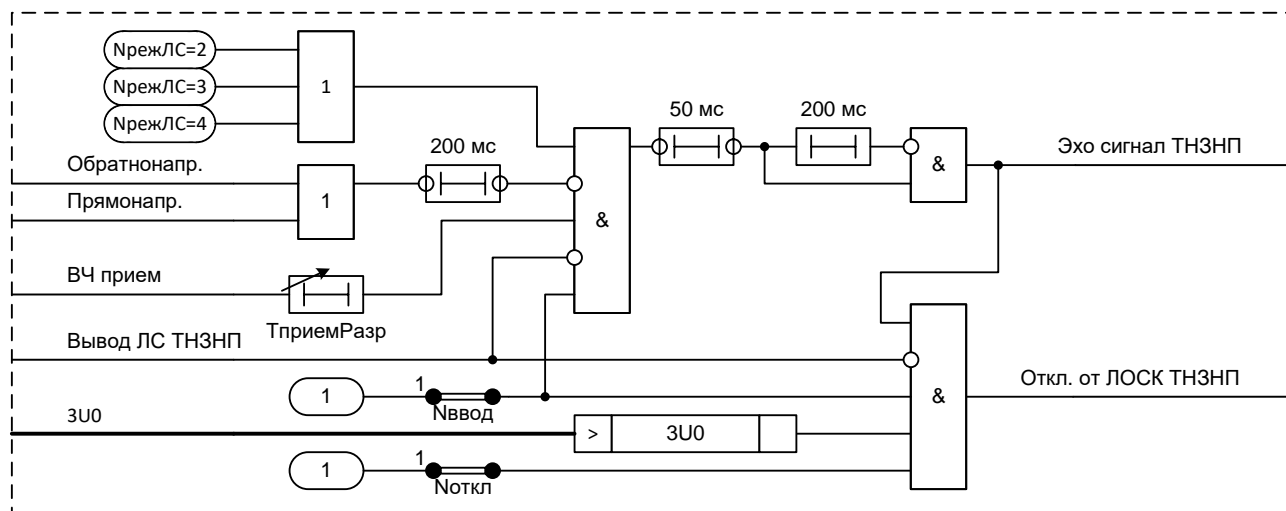 NрежЛС=2
NрежЛС=3
NрежЛС=4
1
50 мс
200 мс
200 мс
Обратнонапр.
Прямонапр.
1
&
&
Эхо сигнал ТНЗНП
ВЧ прием
TприемРазр
Вывод ЛС ТНЗНП
1
1
Nввод
&
Откл. от ЛОСК ТНЗНП
3U0
>
3U0
1
1
Nоткл